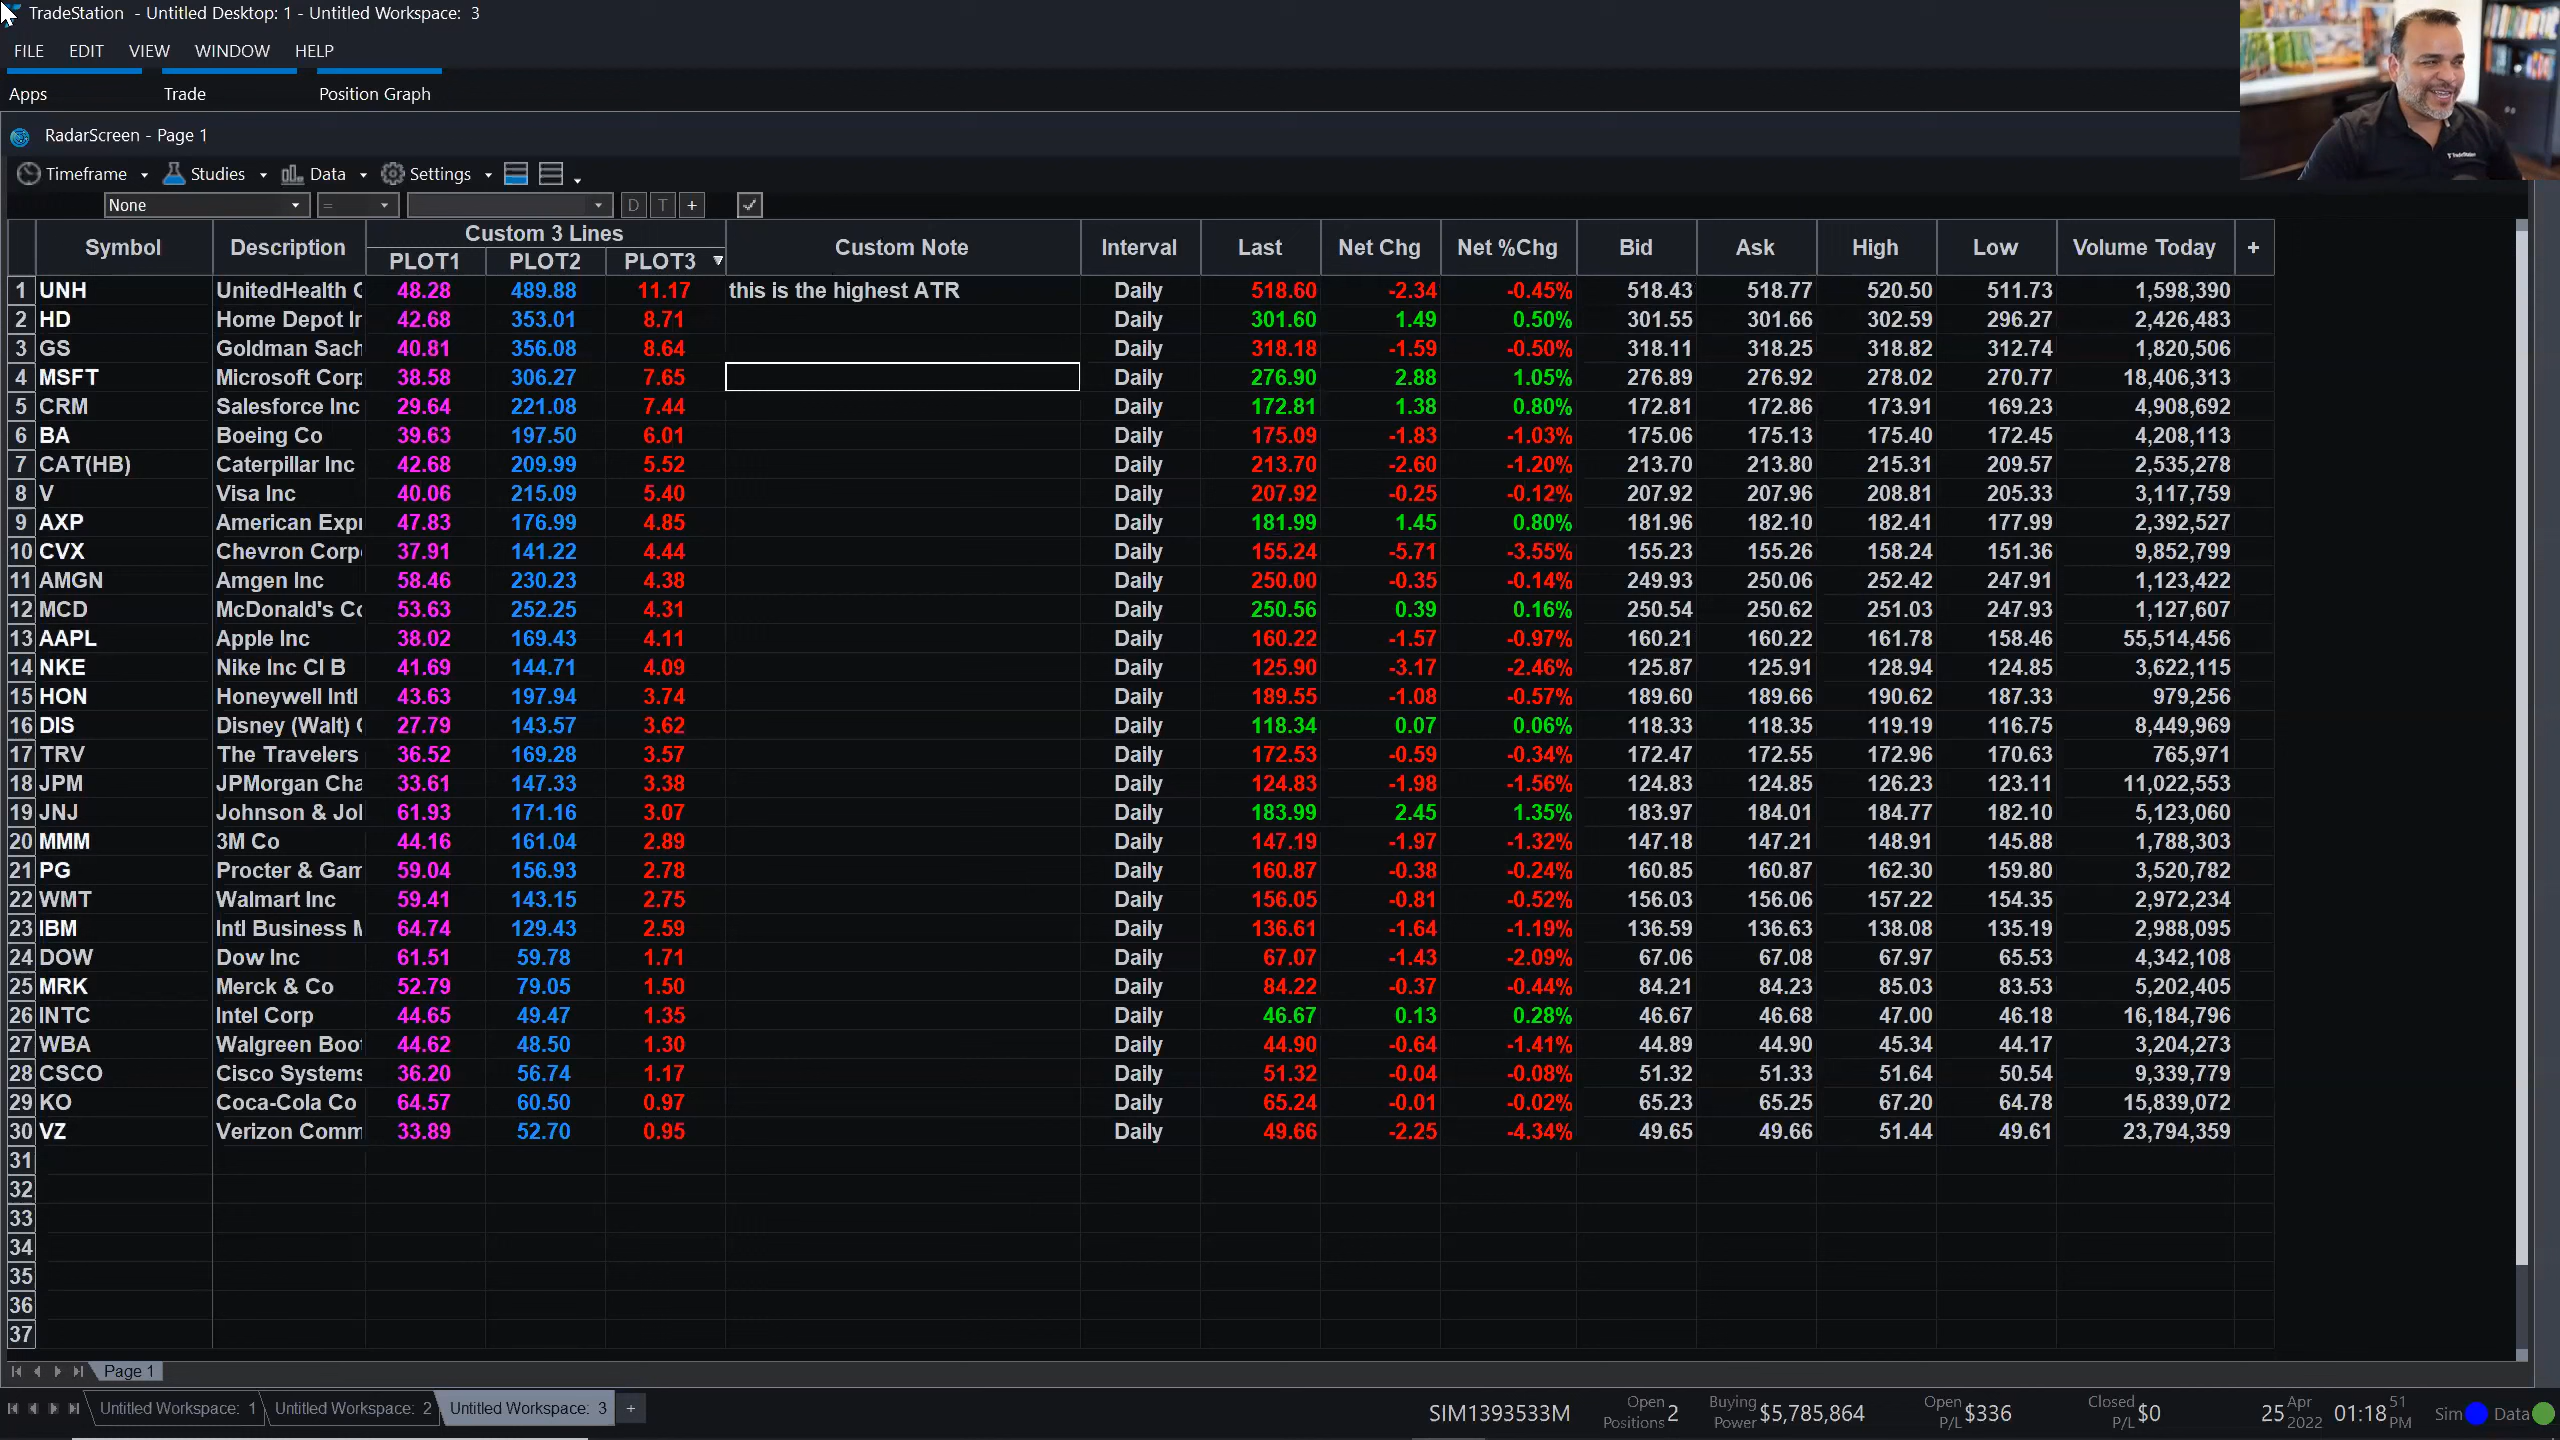 TradeStation - Untitled Desktop: 1 - Untitled Workspace: 3
FILE EDIT VIEW WINDOW HELP
Apps Trade Position Graph
RadarScreen - Page 1
Timeframe Studies Data Settings
None = D T +
Symbol Description Custom 3 Lines Custom Note Interval Last Net Chg Net %Chg Bid Ask High Low Volume Today +
PLOT1 PLOT2 PLOT3
1 UNH UnitedHealth G 48.28 489.88 11.17 this is the highest ATR Daily 518.60 -2.34 -0.45% 518.43 518.77 520.50 511.73 1,598,390
2 HD Home Depot In 42.68 353.01 8.71 Daily 301.60 1.49 0.50% 301.55 301.66 302.59 296.27 2,426,483
3 GS Goldman Sach 40.81 356.08 8.64 Daily 318.18 -1.59 -0.50% 318.11 318.25 318.82 312.74 1,820,506
4 MSFT Microsoft Corp 38.58 306.27 7.65 Daily 276.90 2.88 1.05% 276.89 276.92 278.02 270.77 18,406,313
5 CRM Salesforce Inc 29.64 221.08 7.44 Daily 172.81 1.38 0.80% 172.81 172.86 173.91 169.23 4,908,692
6 BA Boeing Co 39.63 197.50 6.01 Daily 175.09 -1.83 -1.03% 175.06 175.13 175.40 172.45 4,208,113
7 CAT(HB) Caterpillar Inc 42.68 209.99 5.52 Daily 213.70 -2.60 -1.20% 213.70 213.80 215.31 209.57 2,535,278
8 V Visa Inc 40.06 215.09 5.40 Daily 207.92 -0.25 -0.12% 207.92 207.96 208.81 205.33 3,117,759
9 AXP American Expr 47.83 176.99 4.85 Daily 181.99 1.45 0.80% 181.96 182.10 182.41 177.99 2,392,527
10 CVX Chevron Corp 37.91 141.22 4.44 Daily 155.24 -5.71 -3.55% 155.23 155.26 158.24 151.36 9,852,799
11 AMGN Amgen Inc 58.46 230.23 4.38 Daily 250.00 -0.35 -0.14% 249.93 250.06 252.42 247.91 1,123,422
12 MCD McDonald's Co 53.63 252.25 4.31 Daily 250.56 0.39 0.16% 250.54 250.62 251.03 247.93 1,127,607
13 AAPL Apple Inc 38.02 169.43 4.11 Daily 160.22 -1.57 -0.97% 160.21 160.22 161.78 158.46 55,514,456
14 NKE Nike Inc Cl B 41.69 144.71 4.09 Daily 125.90 -3.17 -2.46% 125.87 125.91 128.94 124.85 3,622,115
15 HON Honeywell Intl 43.63 197.94 3.74 Daily 189.55 -1.08 -0.57% 189.60 189.66 190.62 187.33 979,256
16 DIS Disney (Walt) C 27.79 143.57 3.62 Daily 118.34 0.07 0.06% 118.33 118.35 119.19 116.75 8,449,969
17 TRV The Travelers 36.52 169.28 3.57 Daily 172.53 -0.59 -0.34% 172.47 172.55 172.96 170.63 765,971
18 JPM JPMorgan Cha 33.61 147.33 3.38 Daily 124.83 -1.98 -1.56% 124.83 124.85 126.23 123.11 11,022,553
19 JNJ Johnson & Joh 61.93 171.16 3.07 Daily 183.99 2.45 1.35% 183.97 184.01 184.77 182.10 5,123,060
20 MMM 3M Co 44.16 161.04 2.89 Daily 147.19 -1.97 -1.32% 147.18 147.21 148.91 145.88 1,788,303
21 PG Procter & Gam 59.04 156.93 2.78 Daily 160.87 -0.38 -0.24% 160.85 160.87 162.30 159.80 3,520,782
22 WMT Walmart Inc 59.41 143.15 2.75 Daily 156.05 -0.81 -0.52% 156.03 156.06 157.22 154.35 2,972,234
23 IBM Intl Business M 64.74 129.43 2.59 Daily 136.61 -1.64 -1.19% 136.59 136.63 138.08 135.19 2,988,095
24 DOW Dow Inc 61.51 59.78 1.71 Daily 67.07 -1.43 -2.09% 67.06 67.08 67.97 65.53 4,342,108
25 MRK Merck & Co 52.79 79.05 1.50 Daily 84.22 -0.37 -0.44% 84.21 84.23 85.03 83.53 5,202,405
26 INTC Intel Corp 44.65 49.47 1.35 Daily 46.67 0.13 0.28% 46.67 46.68 47.00 46.18 16,184,796
27 WBA Walgreen Boot 44.62 48.50 1.30 Daily 44.90 -0.64 -1.41% 44.89 44.90 45.34 44.17 3,204,273
28 CSCO Cisco Systems 36.20 56.74 1.17 Daily 51.32 -0.04 -0.08% 51.32 51.33 51.64 50.54 9,339,779
29 KO Coca-Cola Co 64.57 60.50 0.97 Daily 65.24 -0.01 -0.02% 65.23 65.25 67.20 64.78 15,839,072
30 VZ Verizon Comm 33.89 52.70 0.95 Daily 49.66 -2.25 -4.34% 49.65 49.66 51.44 49.61 23,794,359
31
32
33
34
35
36
37
Page 1
Untitled Workspace: 1 Untitled Workspace: 2 Untitled Workspace: 3 +
SIM1393533M Open Positions 2 Buying Power $5,785,864 Open P/L $336 Closed P/L $0 25 Apr 2022 01:18 51 PM Sim Data